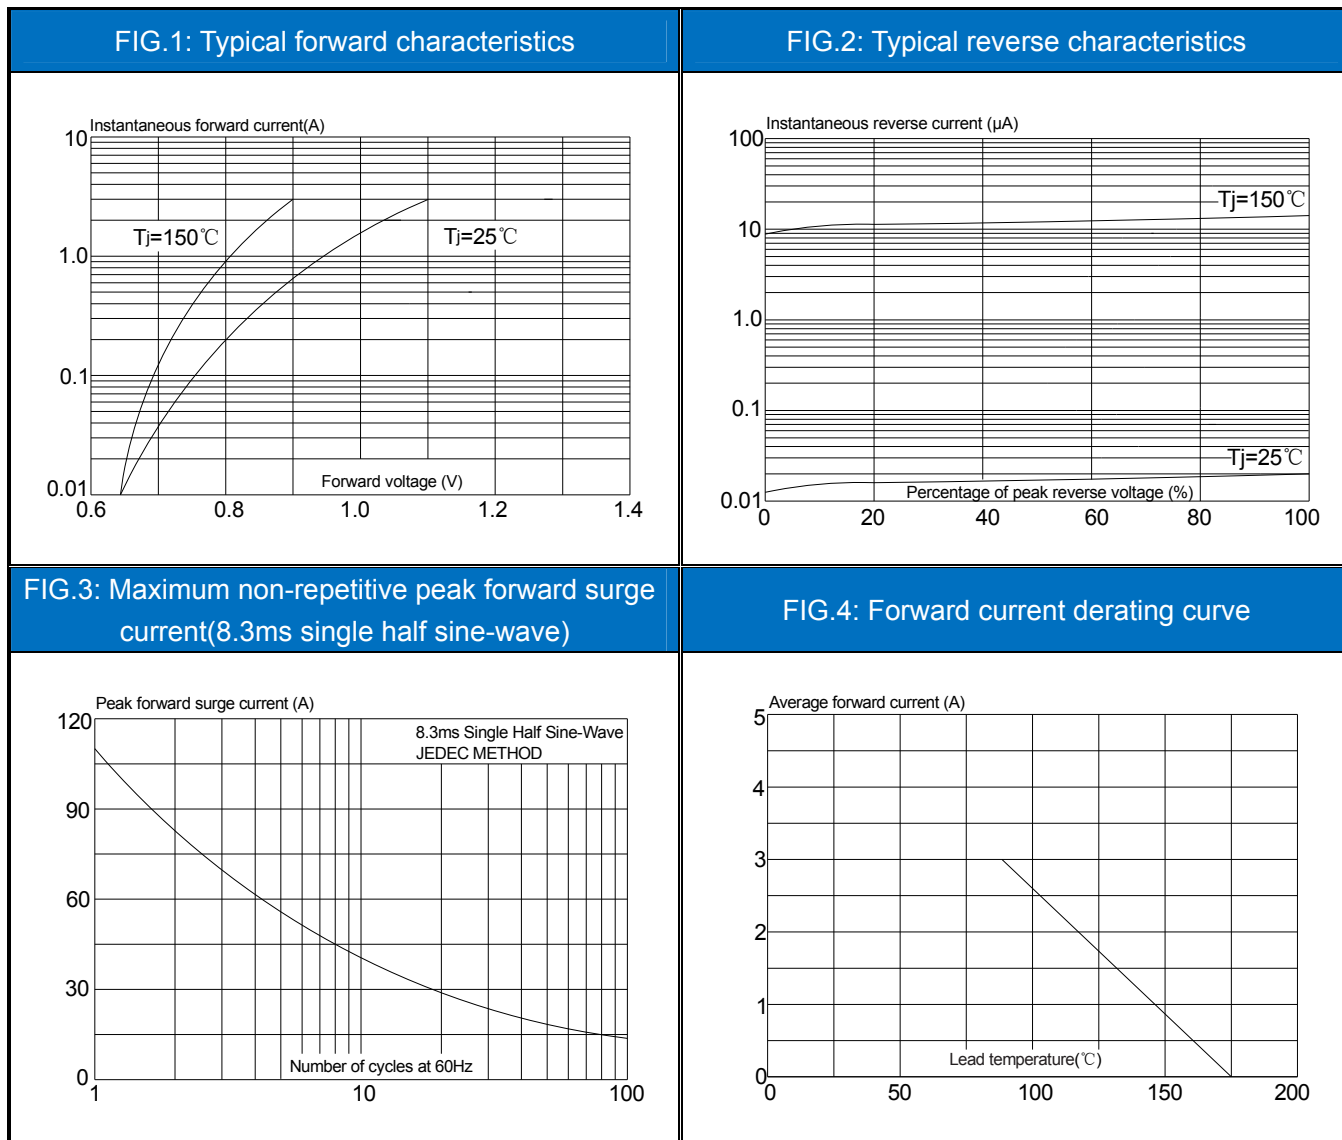 FIG.1: Typical forward characteristics
Instantaneous forward current(A)
10
1.0
0.1
0.01
Tj=150℃
Tj=25℃
Forward voltage (V)
0.6
0.8
1.0
1.2
1.4
FIG.2: Typical reverse characteristics
Instantaneous reverse current (μA)
100
10
1.0
0.1
0.01
Tj=150℃
Tj=25℃
Percentage of peak reverse voltage (%)
0
20
40
60
80
100
FIG.3: Maximum non-repetitive peak forward surge
current(8.3ms single half sine-wave)
Peak forward surge current (A)
120
90
60
30
0
8.3ms Single Half Sine-Wave
JEDEC METHOD
Number of cycles at 60Hz
1
10
100
FIG.4: Forward current derating curve
Average forward current (A)
5
4
3
2
1
0
Lead temperature(℃)
0
50
100
150
200